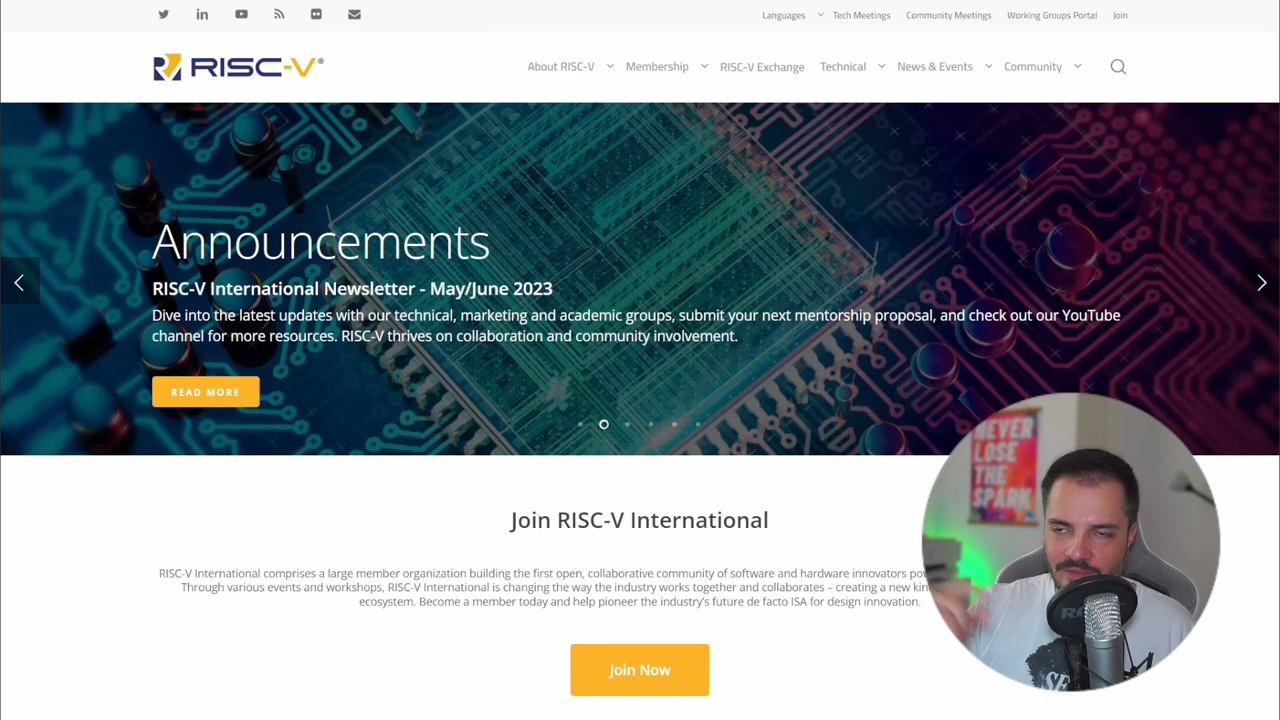 Languages Tech Meetings Community Meetings Working Groups Portal Join
RISC-V®
About RISC-V Membership RISC-V Exchange Technical News & Events Community
Announcements
RISC-V International Newsletter - May/June 2023
Dive into the latest updates with our technical, marketing and academic groups, submit your next mentorship proposal, and check out our YouTube
channel for more resources. RISC-V thrives on collaboration and community involvement.
READ MORE
NEVER
LOSE
THE
SPARK
Join RISC-V International
RISC-V International comprises a large member organization building the first open, collaborative community of software and hardware innovators
Through various events and workshops, RISC-V International is changing the way the industry works together and collaborates – creating a new
ecosystem. Become a member today and help pioneer the industry's future de facto ISA for design innovation.
Join Now